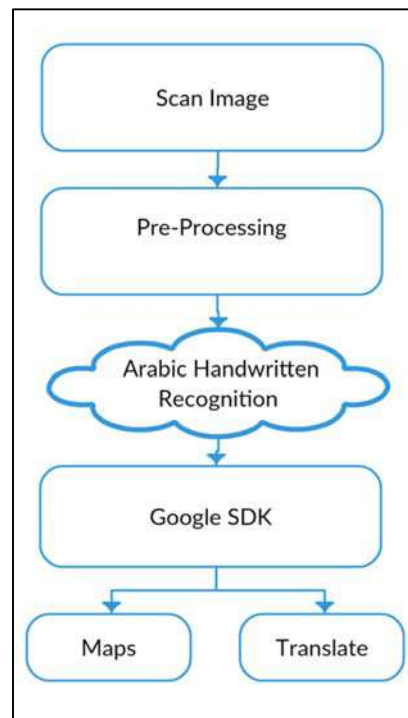 Scan Image
Pre-Processing
Arabic Handwritten
Recognition
Google SDK
Maps
Translate